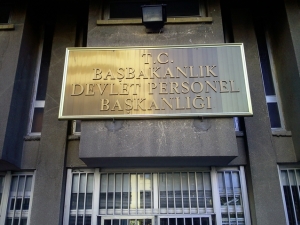 T.C.
BAŞBAKANLIK
DEVLET PERSONEL
BAŞKANLIĞI